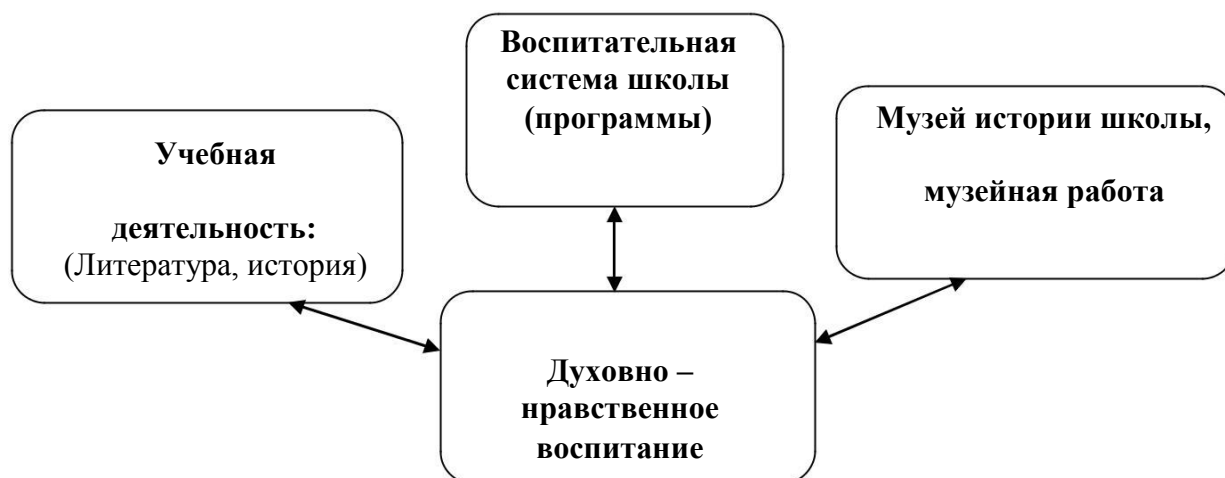 Воспитательная
система школы
(программы)
Учебная
деятельность:
(Литература, история)
Музей истории школы,
музейная работа
Духовно –
нравственное
воспитание